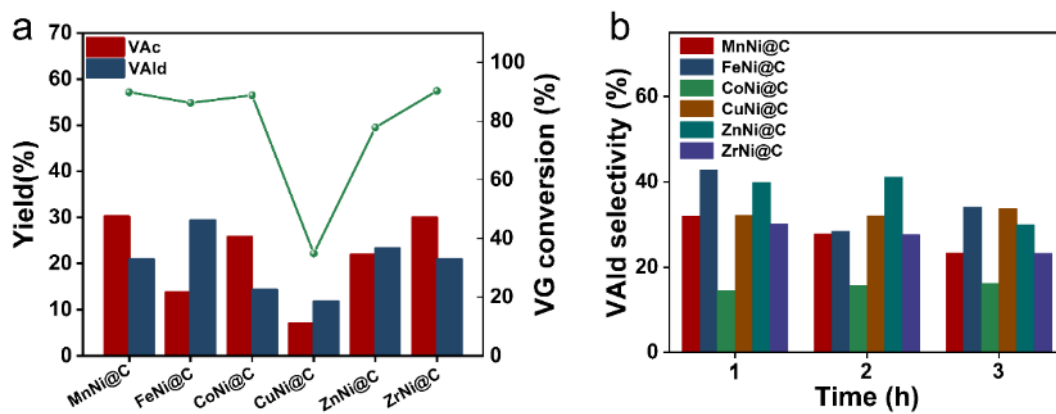 a
VAc
VAld
Yield(%)
70
60
50
40
30
20
10
0
VG conversion (%)
100
80
60
40
20
0
MnNi@C
FeNi@C
CoNi@C
CuNi@C
ZnNi@C
ZrNi@C
b
MnNi@C
FeNi@C
CoNi@C
CuNi@C
ZnNi@C
ZrNi@C
VAld selectivity (%)
60
40
20
0
1 2 3
Time (h)